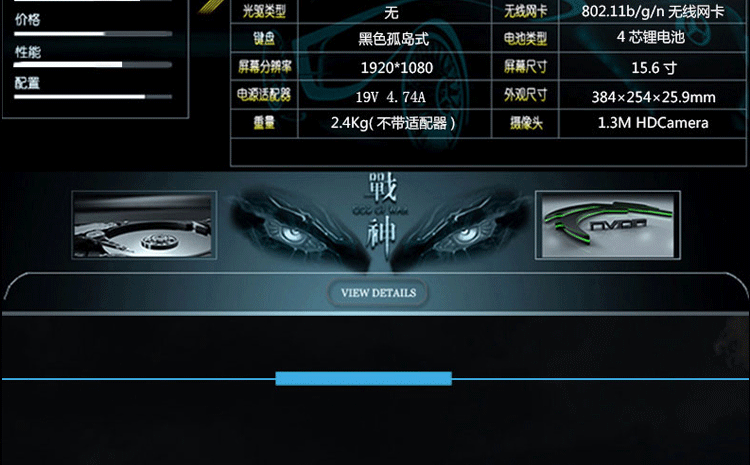 价格
性能
配置
光驱类型 无 无线网卡 802.11b/g/n 无线网卡
键盘 黑色孤岛式 电池类型 4 芯锂电池
屏幕分辨率 1920*1080 屏幕尺寸 15.6 寸
电源适配器 19V 4.74A 外观尺寸 384×254×25.9mm
重量 2.4Kg( 不带适配器 ) 摄像头 1.3M HDCamera
戰
GOD OF WAR
神
VIEW DETAILS